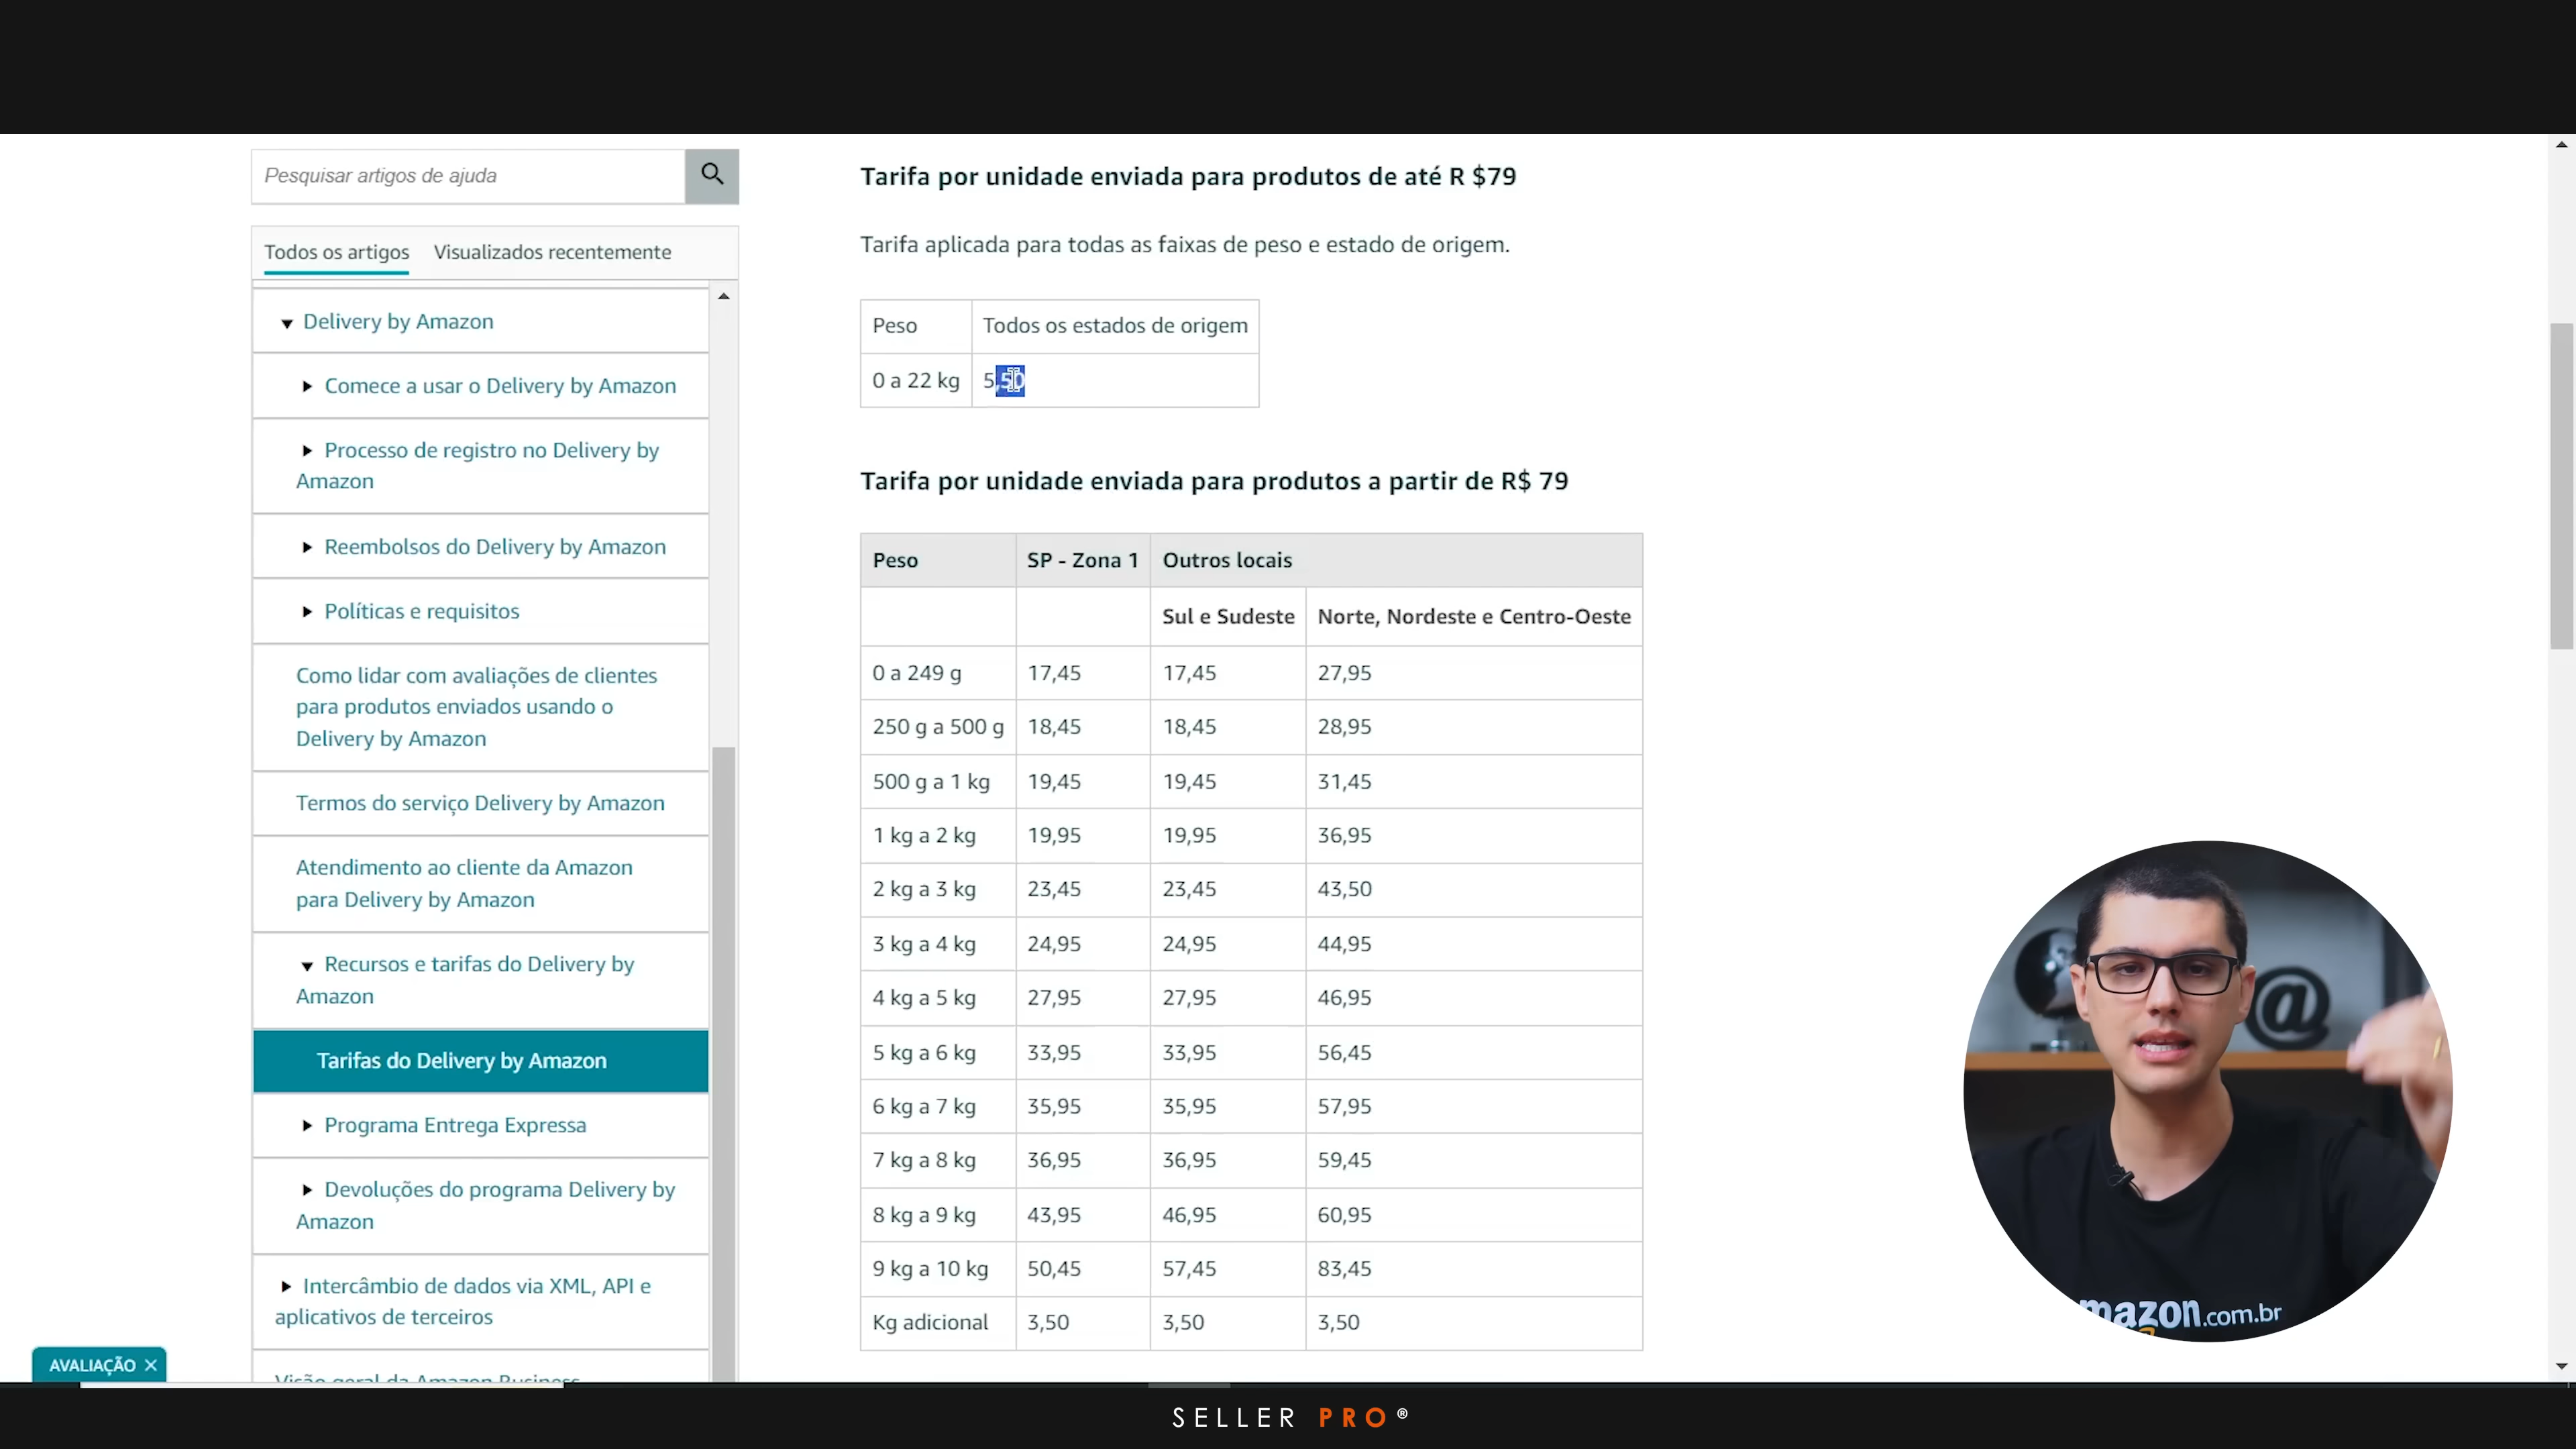 Pesquisar artigos de ajuda
Todos os artigos Visualizados recentemente
Delivery by Amazon
Comece a usar o Delivery by Amazon
Processo de registro no Delivery by
Amazon
Reembolsos do Delivery by Amazon
Políticas e requisitos
Como lidar com avaliações de clientes
para produtos enviados usando o
Delivery by Amazon
Termos do serviço Delivery by Amazon
Atendimento ao cliente da Amazon
para Delivery by Amazon
Recursos e tarifas do Delivery by
Amazon
Tarifas do Delivery by Amazon
Programa Entrega Expressa
Devoluções do programa Delivery by
Amazon
Intercâmbio de dados via XML, API e
aplicativos de terceiros
Visão geral da Amazon Business
AVALIAÇÃO ×
Tarifa por unidade enviada para produtos de até R $79
Tarifa aplicada para todas as faixas de peso e estado de origem.
Peso Todos os estados de origem
0 a 22 kg 5,50
Tarifa por unidade enviada para produtos a partir de R$ 79
Peso SP - Zona 1 Outros locais
Sul e Sudeste Norte, Nordeste e Centro-Oeste
0 a 249 g 17,45 17,45 27,95
250 g a 500 g 18,45 18,45 28,95
500 g a 1 kg 19,45 19,45 31,45
1 kg a 2 kg 19,95 19,95 36,95
2 kg a 3 kg 23,45 23,45 43,50
3 kg a 4 kg 24,95 24,95 44,95
4 kg a 5 kg 27,95 27,95 46,95
5 kg a 6 kg 33,95 33,95 56,45
6 kg a 7 kg 35,95 35,95 57,95
7 kg a 8 kg 36,95 36,95 59,45
8 kg a 9 kg 43,95 46,95 60,95
9 kg a 10 kg 50,45 57,45 83,45
Kg adicional 3,50 3,50 3,50
@
mazon.com.br
SELLER PRO®